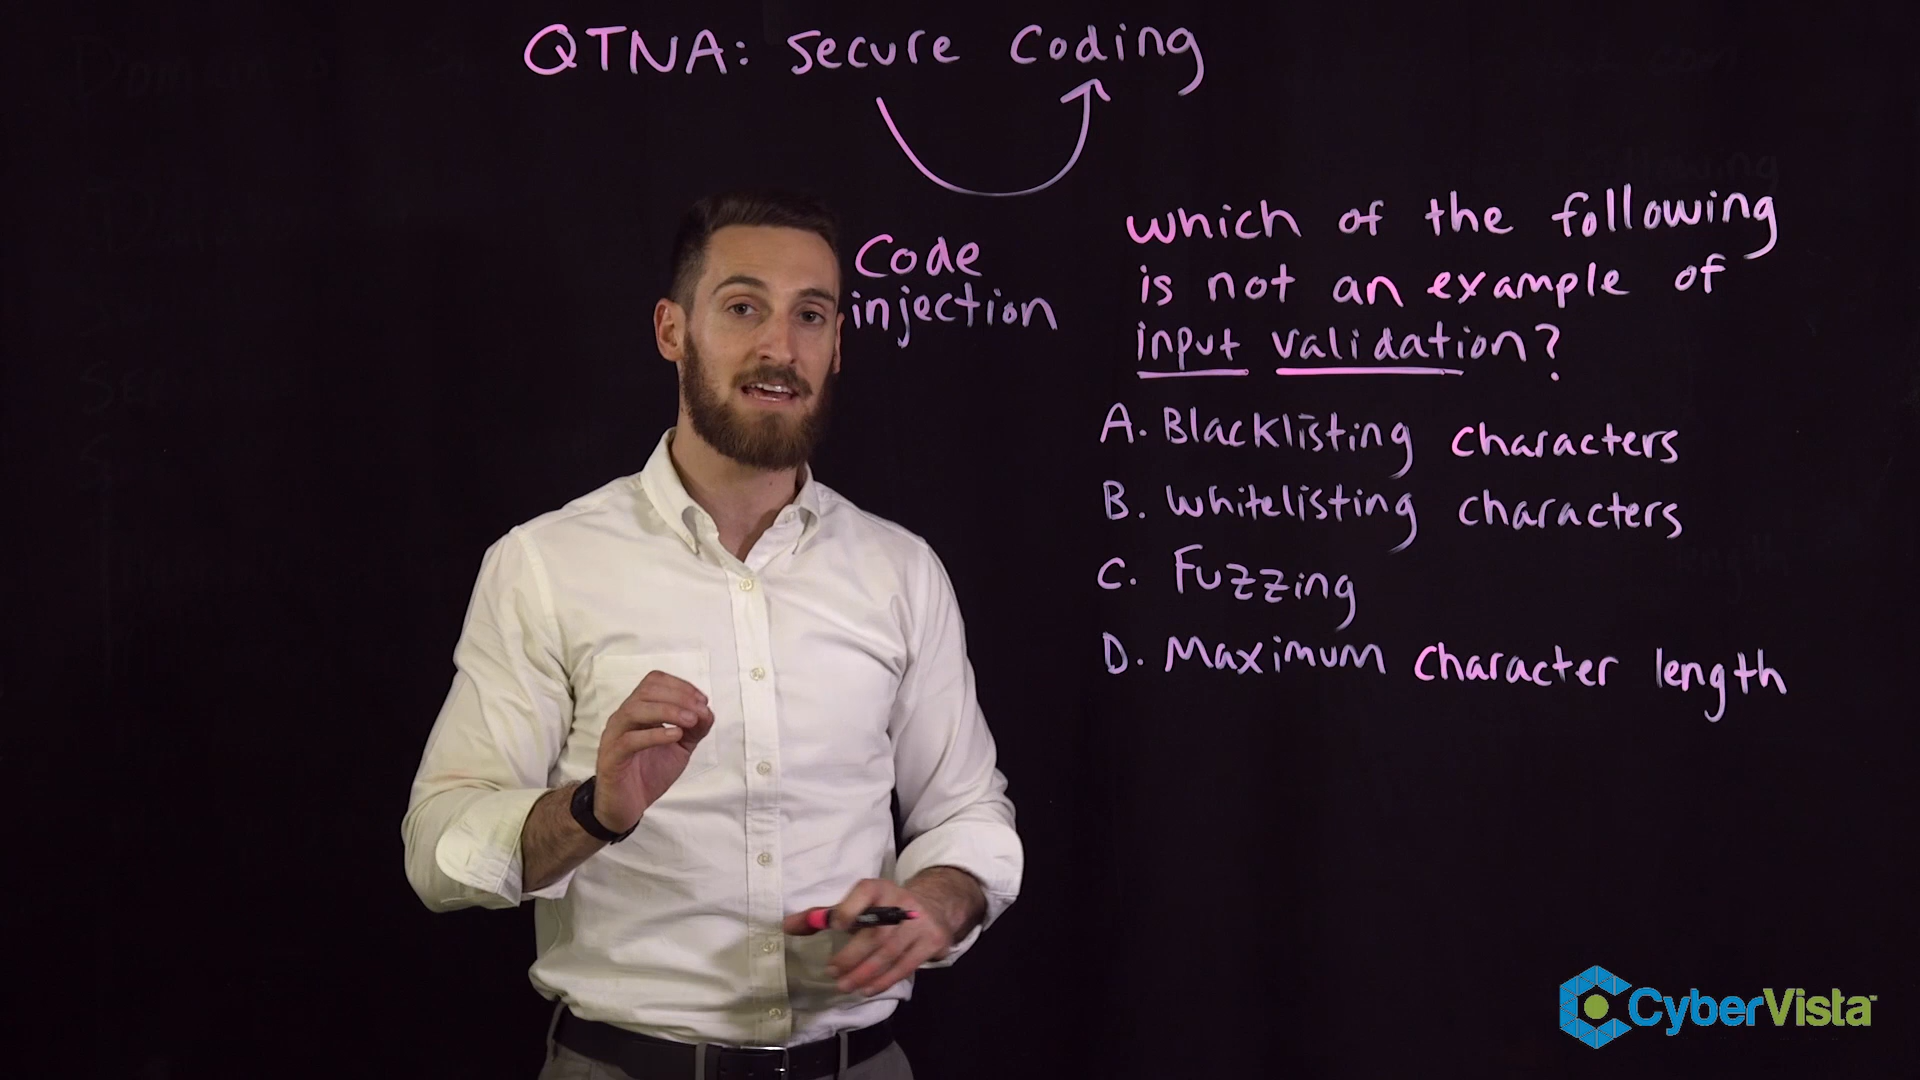 QTNA: Secure Coding
Code
injection
which of the following
is not an example of
input validation?
A. Blacklisting characters
B. Whitelisting characters
C. Fuzzing
D. Maximum character length
CyberVista